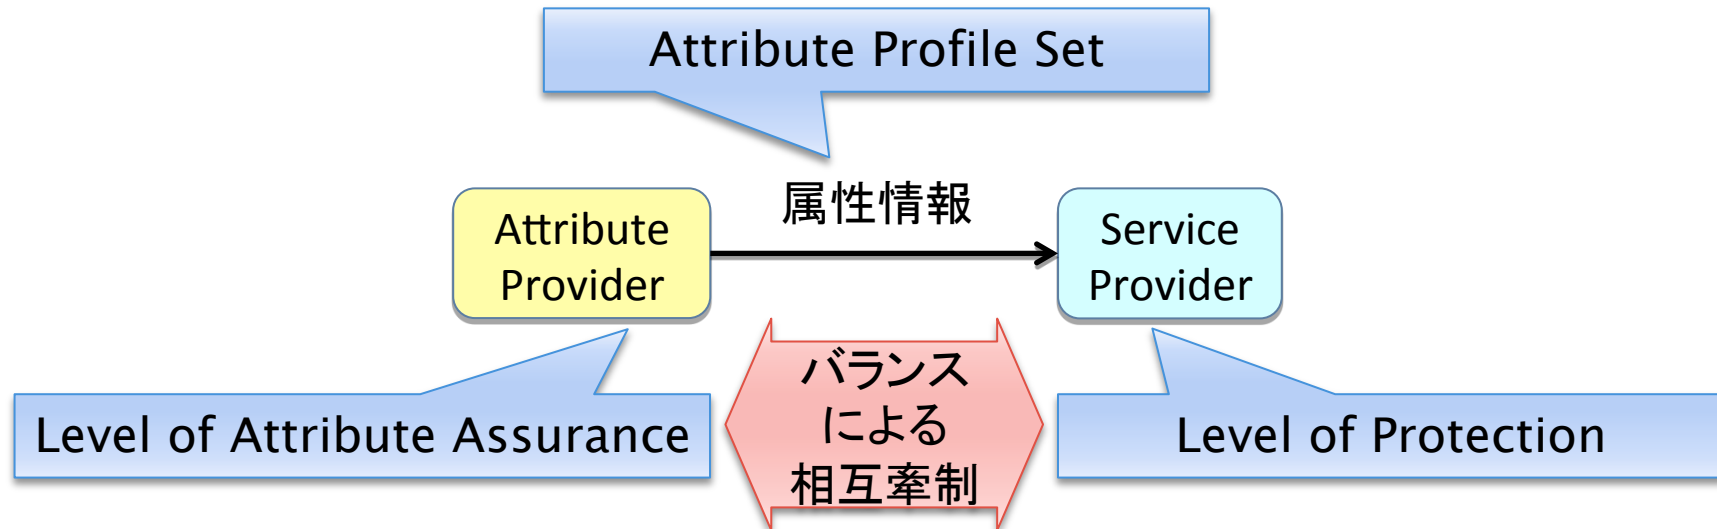 Attribute Profile Set
属性情報
Attribute
Provider
Service
Provider
Level of Attribute Assurance
バランス
による
相互牽制
Level of Protection